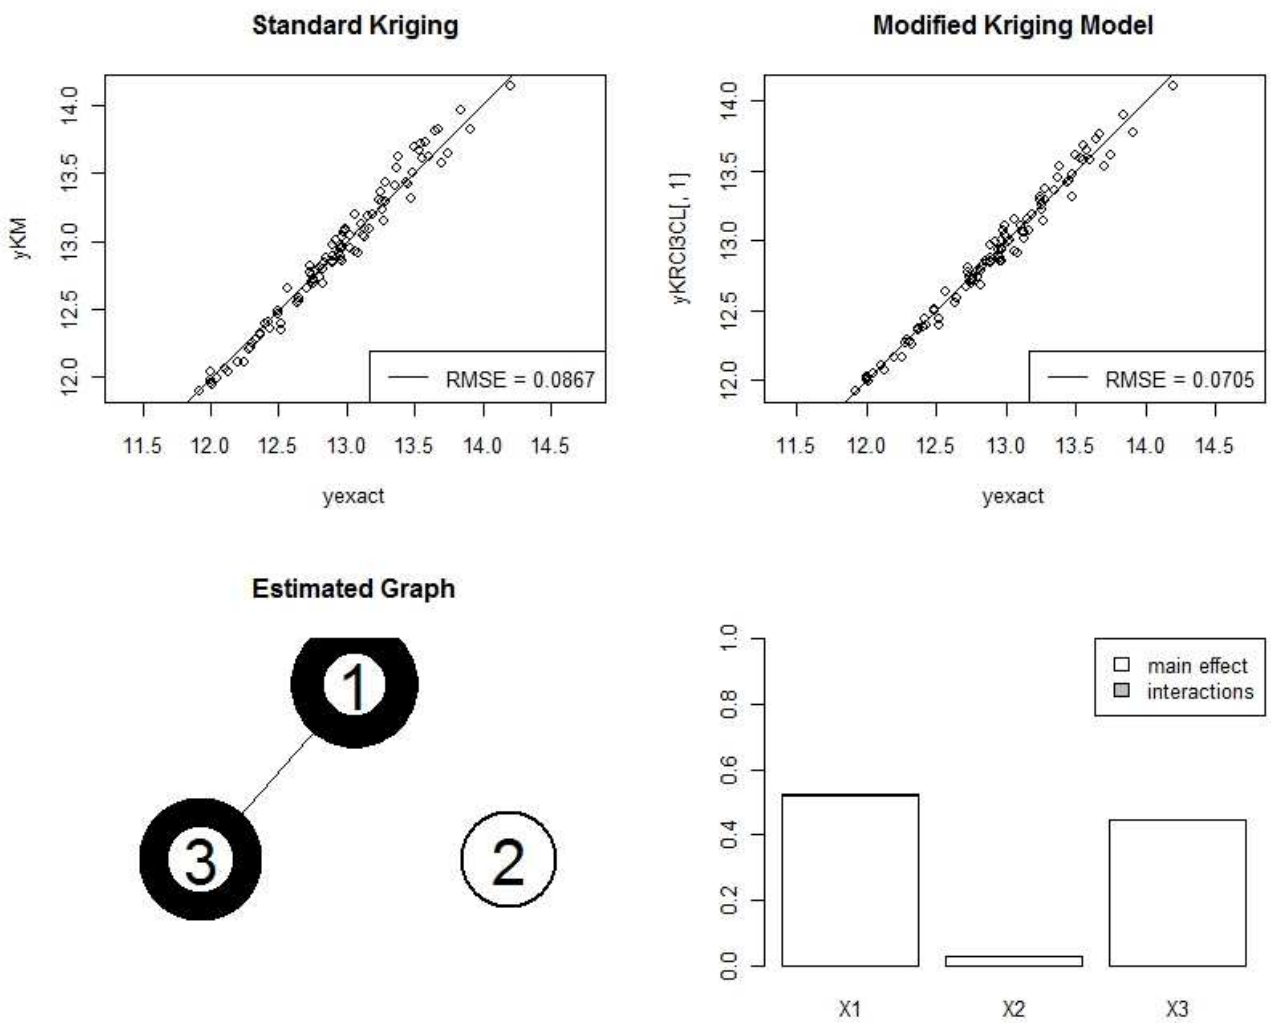 Standard Kriging
yKM
14.0
13.5
13.0
12.5
12.0
RMSE = 0.0867
11.5 12.0 12.5 13.0 13.5 14.0 14.5
yexact
Modified Kriging Model
yKRCI3CL[, 1]
14.0
13.5
13.0
12.5
12.0
RMSE = 0.0705
11.5 12.0 12.5 13.0 13.5 14.0 14.5
yexact
Estimated Graph
1
3
2
1.0
0.8
0.6
0.4
0.2
0.0
main effect
interactions
X1 X2 X3